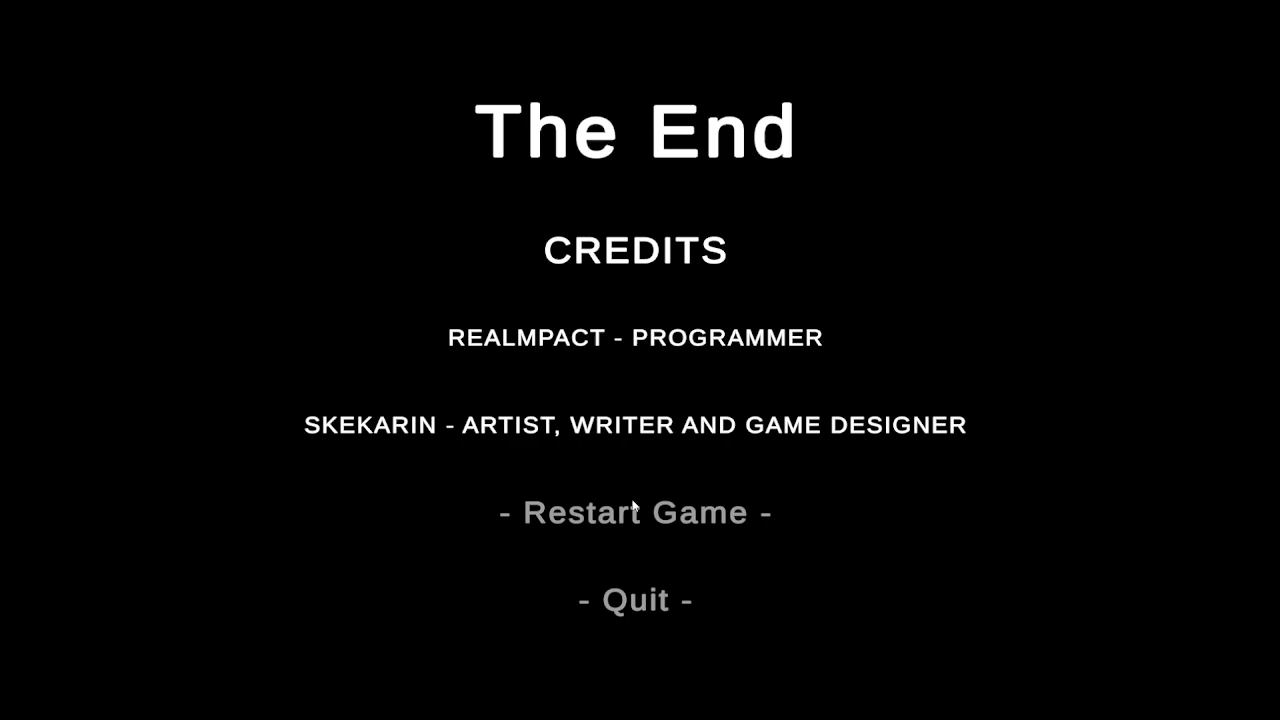 The End
CREDITS
REALMPACT - PROGRAMMER
SKEKARIN - ARTIST, WRITER AND GAME DESIGNER
- Restart Game -
- Quit -